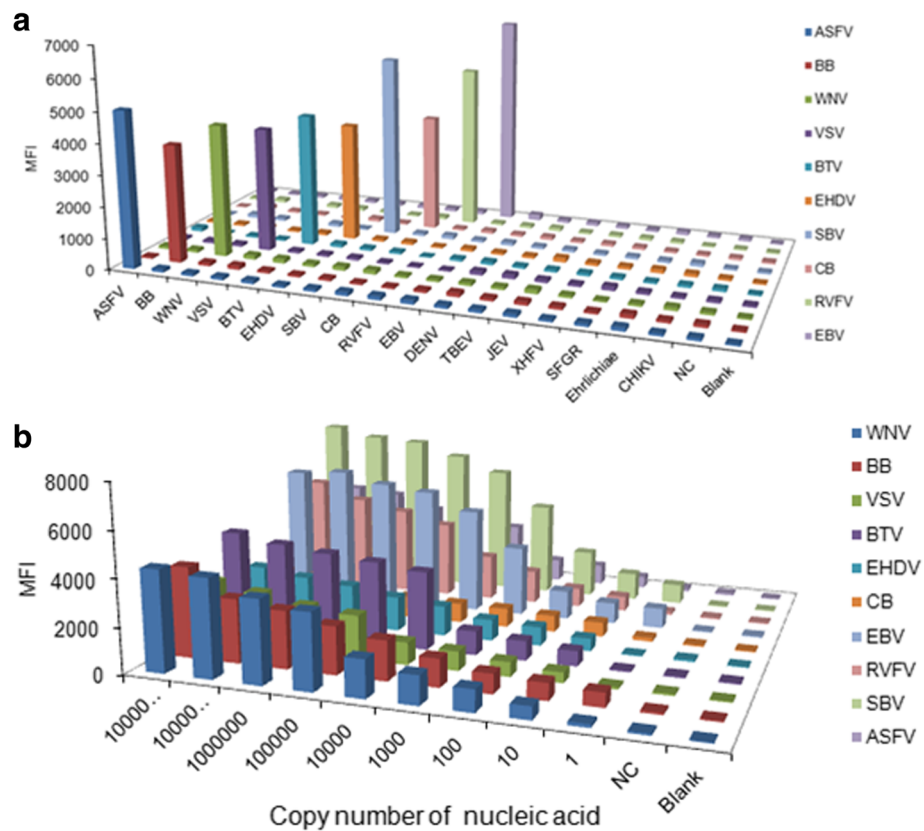 a
7000
6000
5000
4000
3000
2000
1000
0
MFI
ASFV
BB
WNV
VSV
BTV
EHDV
SBV
CB
RVFV
EBV
DENV
TBEV
JEV
XHFV
SFGR
Ehrlichiae
CHIKV
NC
Blank
ASFV
BB
WNV
VSV
BTV
EHDV
SBV
CB
RVFV
EBV
b
8000
6000
4000
2000
0
MFI
10000..
10000..
1000000
100000
10000
1000
100
10
1
NC
Blank
Copy number of nucleic acid
WNV
BB
VSV
BTV
EHDV
CB
EBV
RVFV
SBV
ASFV